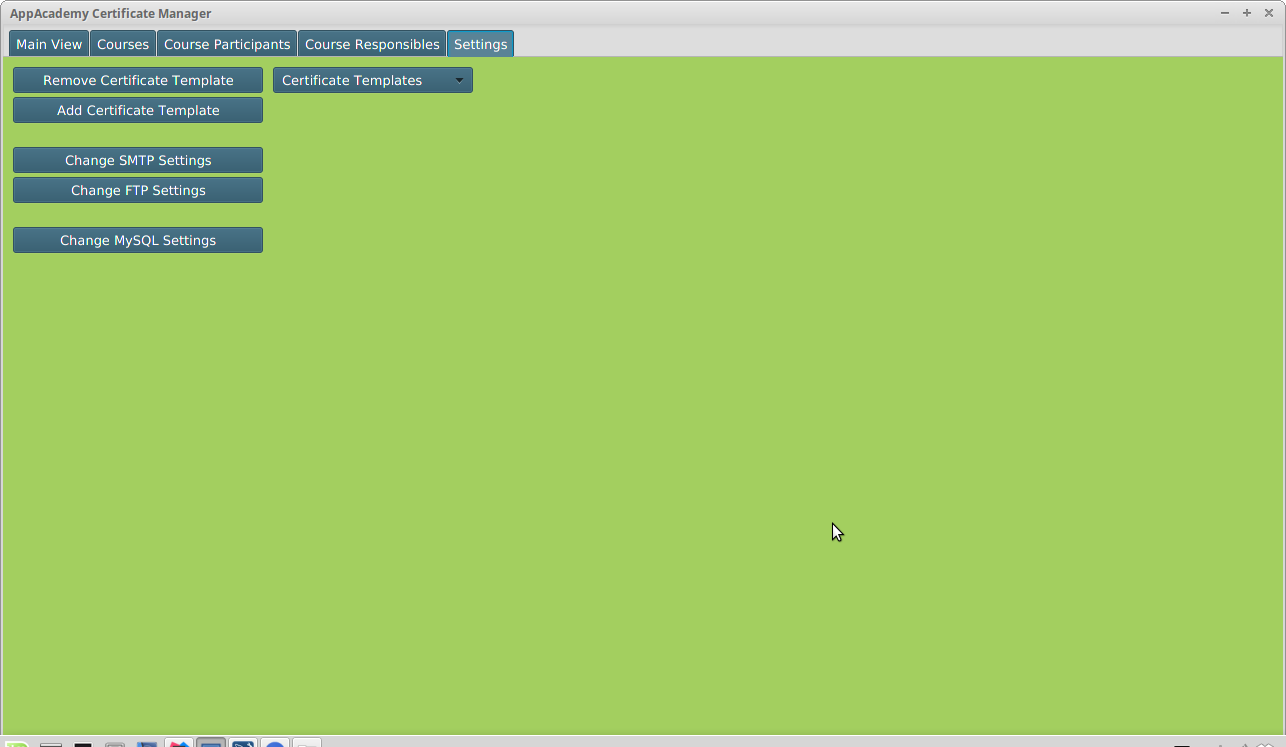 AppAcademy Certificate Manager
Main View Courses Course Participants Course Responsibles Settings
Remove Certificate Template Certificate Templates
Add Certificate Template
Change SMTP Settings
Change FTP Settings
Change MySQL Settings